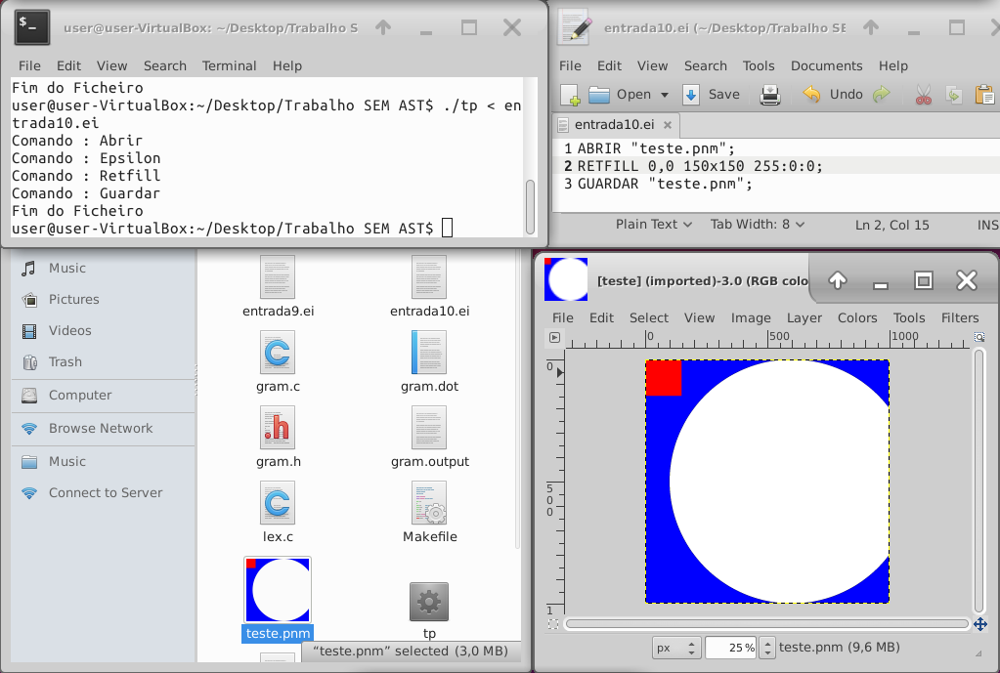 user@user-VirtualBox: ~/Desktop/Trabalho S
File Edit View Search Terminal Help
Fim do Ficheiro
user@user-VirtualBox:~/Desktop/Trabalho SEM AST$ ./tp < en
trada10.ei
Comando : Abrir
Comando : Epsilon
Comando : Retfill
Comando : Guardar
Fim do Ficheiro
user@user-VirtualBox:~/Desktop/Trabalho SEM AST$
entrada10.ei (~/Desktop/Trabalho SE
File Edit View Search Tools Documents Help
Open Save Undo
entrada10.ei
1 ABRIR "teste.pnm";
2 RETFILL 0,0 150x150 255:0:0;
3 GUARDAR "teste.pnm";
Plain Text Tab Width: 8 Ln 2, Col 15 INS
Music
Pictures
Videos
Trash
Computer
Browse Network
Music
Connect to Server
entrada9.ei entrada10.ei
gram.c gram.dot
gram.h gram.output
lex.c Makefile
teste.pnm tp
“teste.pnm” selected (3,0 MB)
[teste] (imported)-3.0 (RGB colo
File Edit Select View Image Layer Colors Tools Filters
0 500 1000
0
500
1
px 25 % teste.pnm (9,6 MB)